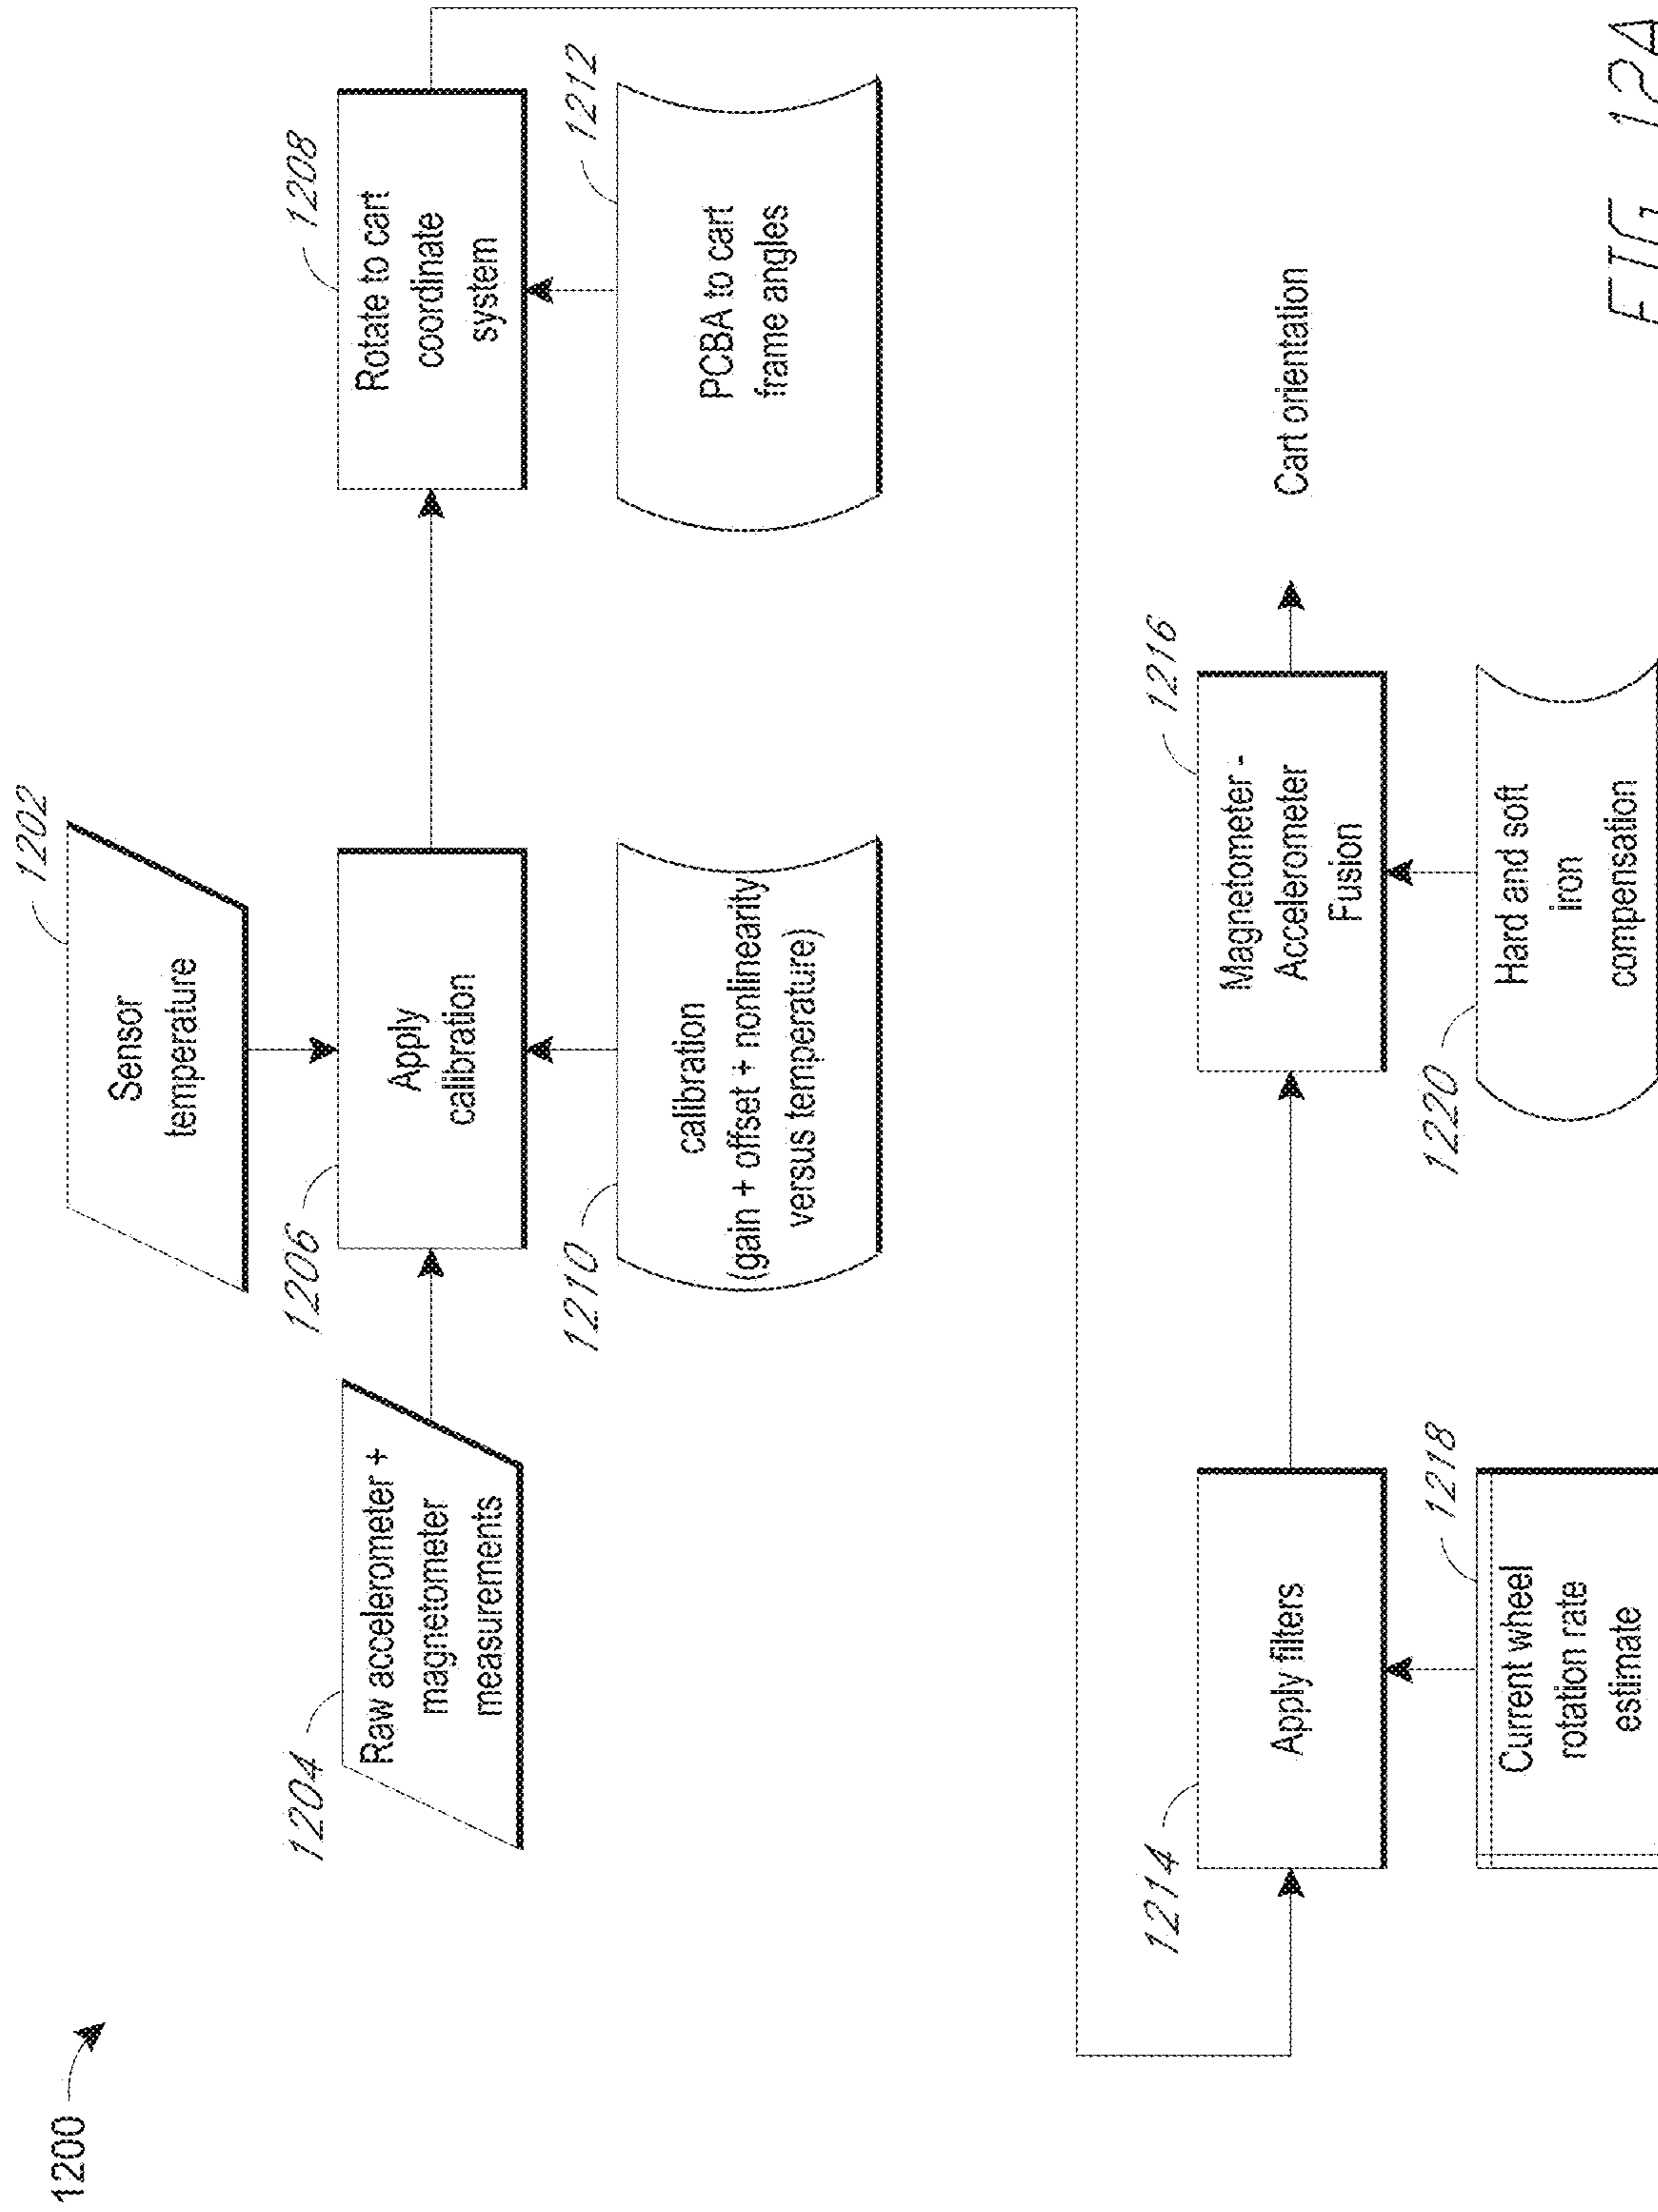 1200
1202
Sensor
temperature
1204
Raw accelerometer +
magnetometer
measurements
1206
Apply
calibration
1208
Rotate to cart
coordinate
system
1210
calibration
(gain + offset + nonlinearity
versus temperature)
1212
PCBA to cart
frame angles
1214
Apply filters
1216
Magnetometer -
Accelerometer
Fusion
Cart orientation
1218
Current wheel
rotation rate
estimate
1220
Hard and soft
iron
compensation
FIG. 12A